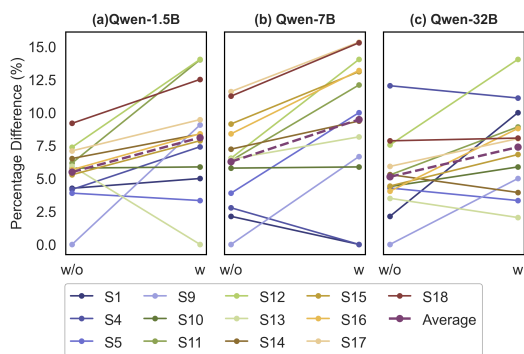 (a)Qwen-1.5B
(b) Qwen-7B
(c) Qwen-32B
Percentage Difference (%)
15.0
12.5
10.0
7.5
5.0
2.5
0.0
w/o w
w/o w
w/o w
S1 S9 S12 S15 S18
S4 S10 S13 S16 Average
S5 S11 S14 S17